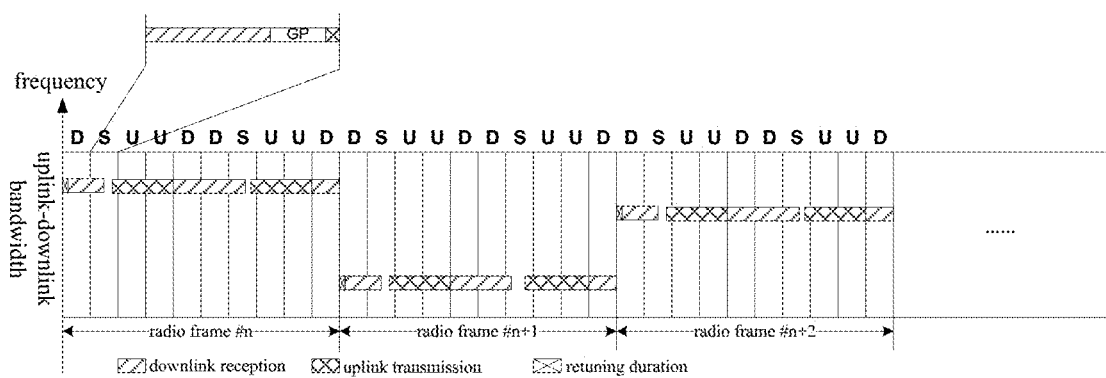 GP
frequency
D S U U D D S U U D D S U U D D S U U D D S U U D D S U U D
uplink-downlink
bandwidth
......
radio frame #n radio frame #n+1 radio frame #n+2
downlink reception uplink transmission retuning duration